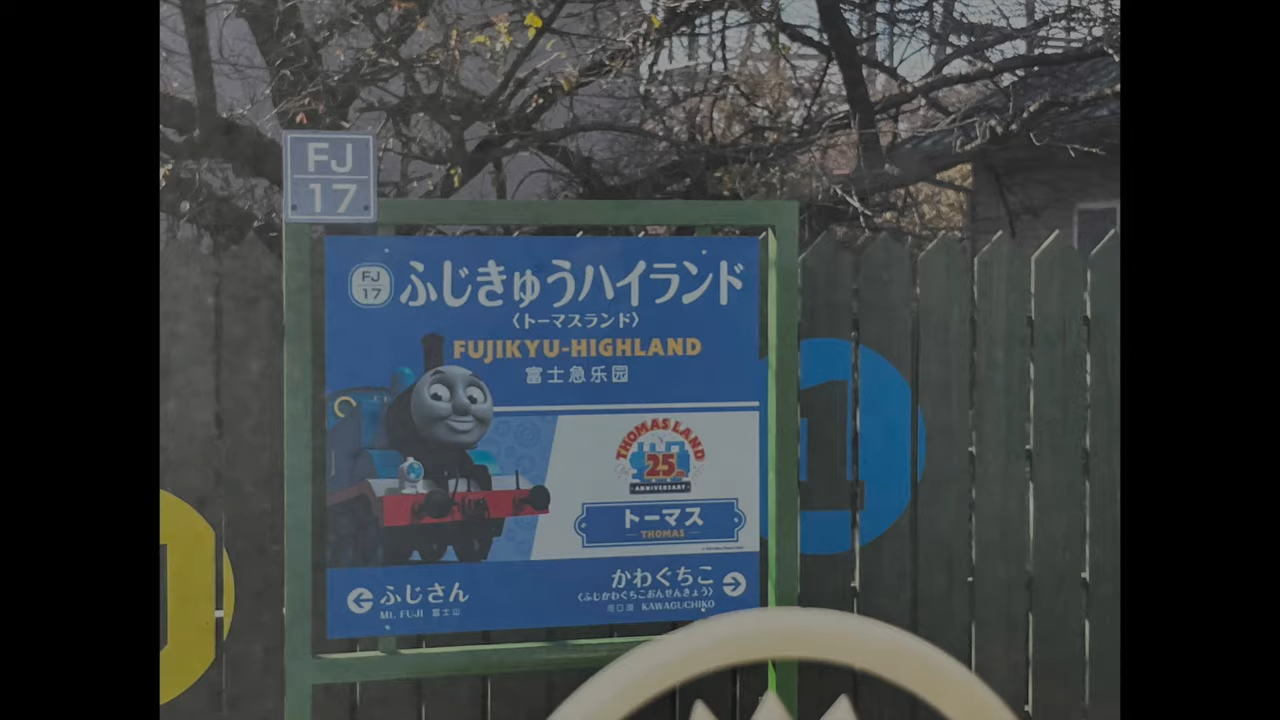 FJ
17
FJ
17
ふじきゅうハイランド
〈トーマスランド〉
FUJIKYU-HIGHLAND
富士急乐园
THOMAS LAND
25th
ANNIVERSARY
トーマス
THOMAS
ふじさん
Mt. FUJI 富士山
かわぐちこ
〈ふじかわぐちこおんせんきょう〉
河口湖 KAWAGUCHIKO
1